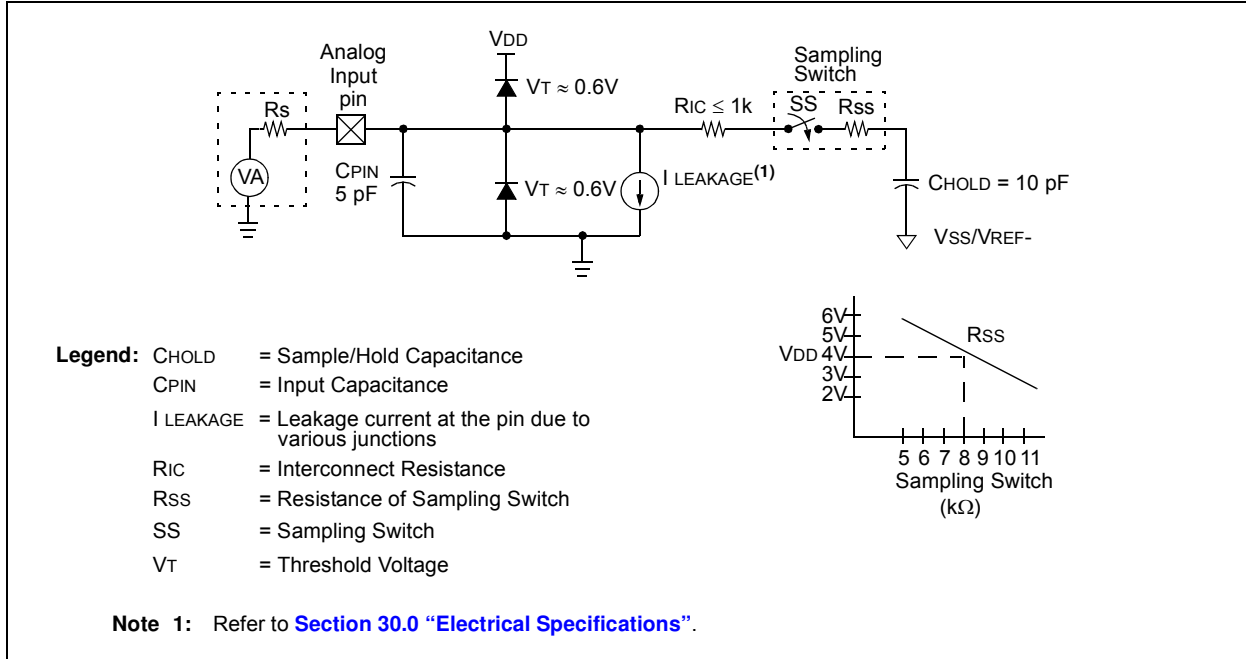 VDD
Analog
Input
pin
Sampling
Switch
VT ≈ 0.6V
RIC ≤ 1k
SS
Rss
Rs
VA
CPIN
5 pF
VT ≈ 0.6V
I LEAKAGE(1)
CHOLD = 10 pF
VSS/VREF-
6V
5V
VDD 4V
3V
2V
RSS
5 6 7 8 9 10 11
Sampling Switch
(kΩ)
Legend: CHOLD = Sample/Hold Capacitance
CPIN = Input Capacitance
I LEAKAGE = Leakage current at the pin due to
various junctions
RIC = Interconnect Resistance
RSS = Resistance of Sampling Switch
SS = Sampling Switch
VT = Threshold Voltage
Note 1: Refer to Section 30.0 “Electrical Specifications”.